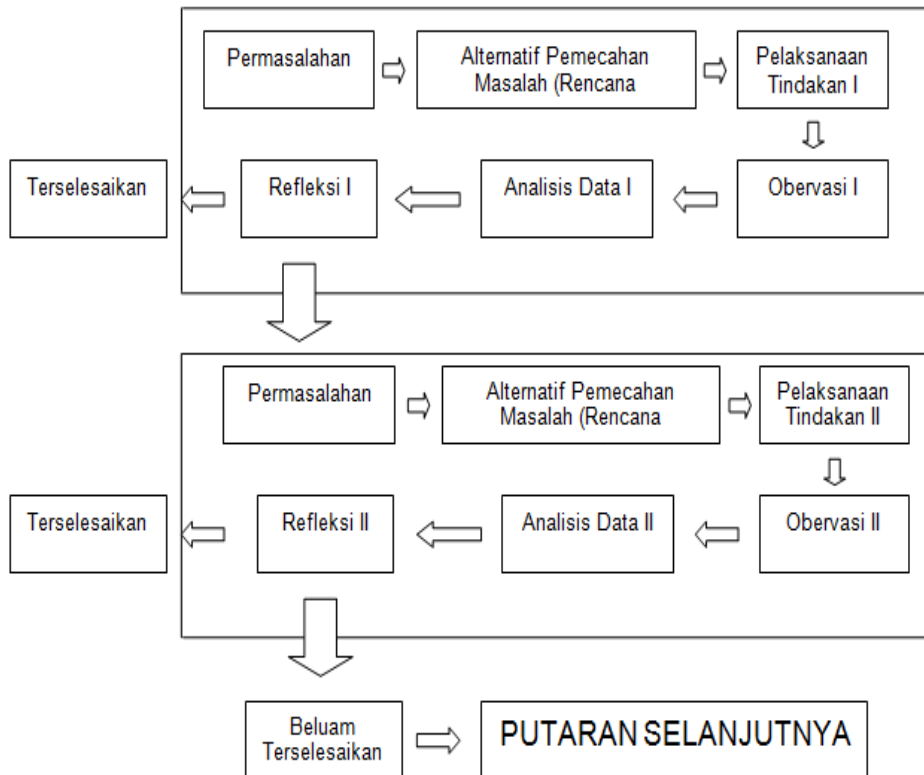 Permasalahan
Alternatif Pemecahan
Masalah (Rencana
Pelaksanaan
Tindakan I
Terselesaikan
Refleksi I
Analisis Data I
Obervasi I
Permasalahan
Alternatif Pemecahan
Masalah (Rencana
Pelaksanaan
Tindakan II
Terselesaikan
Refleksi II
Analisis Data II
Obervasi II
Beluam
Terselesaikan
PUTARAN SELANJUTNYA